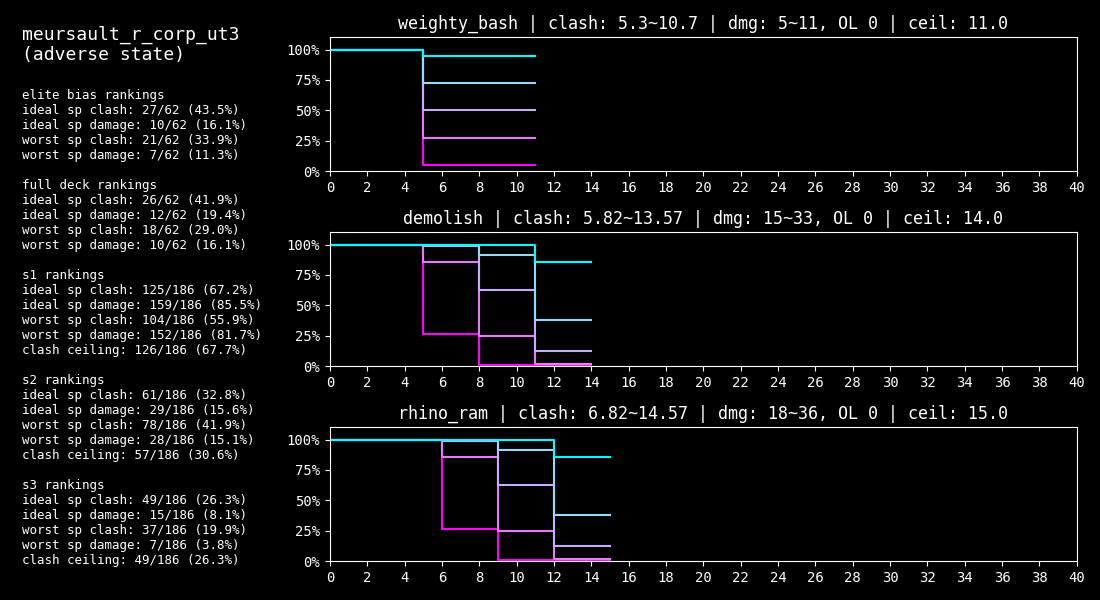 meursault_r_corp_ut3
(adverse state)
elite bias rankings
ideal sp clash: 27/62 (43.5%)
ideal sp damage: 10/62 (16.1%)
worst sp clash: 21/62 (33.9%)
worst sp damage: 7/62 (11.3%)
full deck rankings
ideal sp clash: 26/62 (41.9%)
ideal sp damage: 12/62 (19.4%)
worst sp clash: 18/62 (29.0%)
worst sp damage: 10/62 (16.1%)
s1 rankings
ideal sp clash: 125/186 (67.2%)
ideal sp damage: 159/186 (85.5%)
worst sp clash: 104/186 (55.9%)
worst sp damage: 152/186 (81.7%)
clash ceiling: 126/186 (67.7%)
s2 rankings
ideal sp clash: 61/186 (32.8%)
ideal sp damage: 29/186 (15.6%)
worst sp clash: 78/186 (41.9%)
worst sp damage: 28/186 (15.1%)
clash ceiling: 57/186 (30.6%)
s3 rankings
ideal sp clash: 49/186 (26.3%)
ideal sp damage: 15/186 (8.1%)
worst sp clash: 37/186 (19.9%)
worst sp damage: 7/186 (3.8%)
clash ceiling: 49/186 (26.3%)
weighty_bash | clash: 5.3~10.7 | dmg: 5~11, OL 0 | ceil: 11.0
100%
75%
50%
25%
0%
0 2 4 6 8 10 12 14 16 18 20 22 24 26 28 30 32 34 36 38 40
demolish | clash: 5.82~13.57 | dmg: 15~33, OL 0 | ceil: 14.0
100%
75%
50%
25%
0%
0 2 4 6 8 10 12 14 16 18 20 22 24 26 28 30 32 34 36 38 40
rhino_ram | clash: 6.82~14.57 | dmg: 18~36, OL 0 | ceil: 15.0
100%
75%
50%
25%
0%
0 2 4 6 8 10 12 14 16 18 20 22 24 26 28 30 32 34 36 38 40